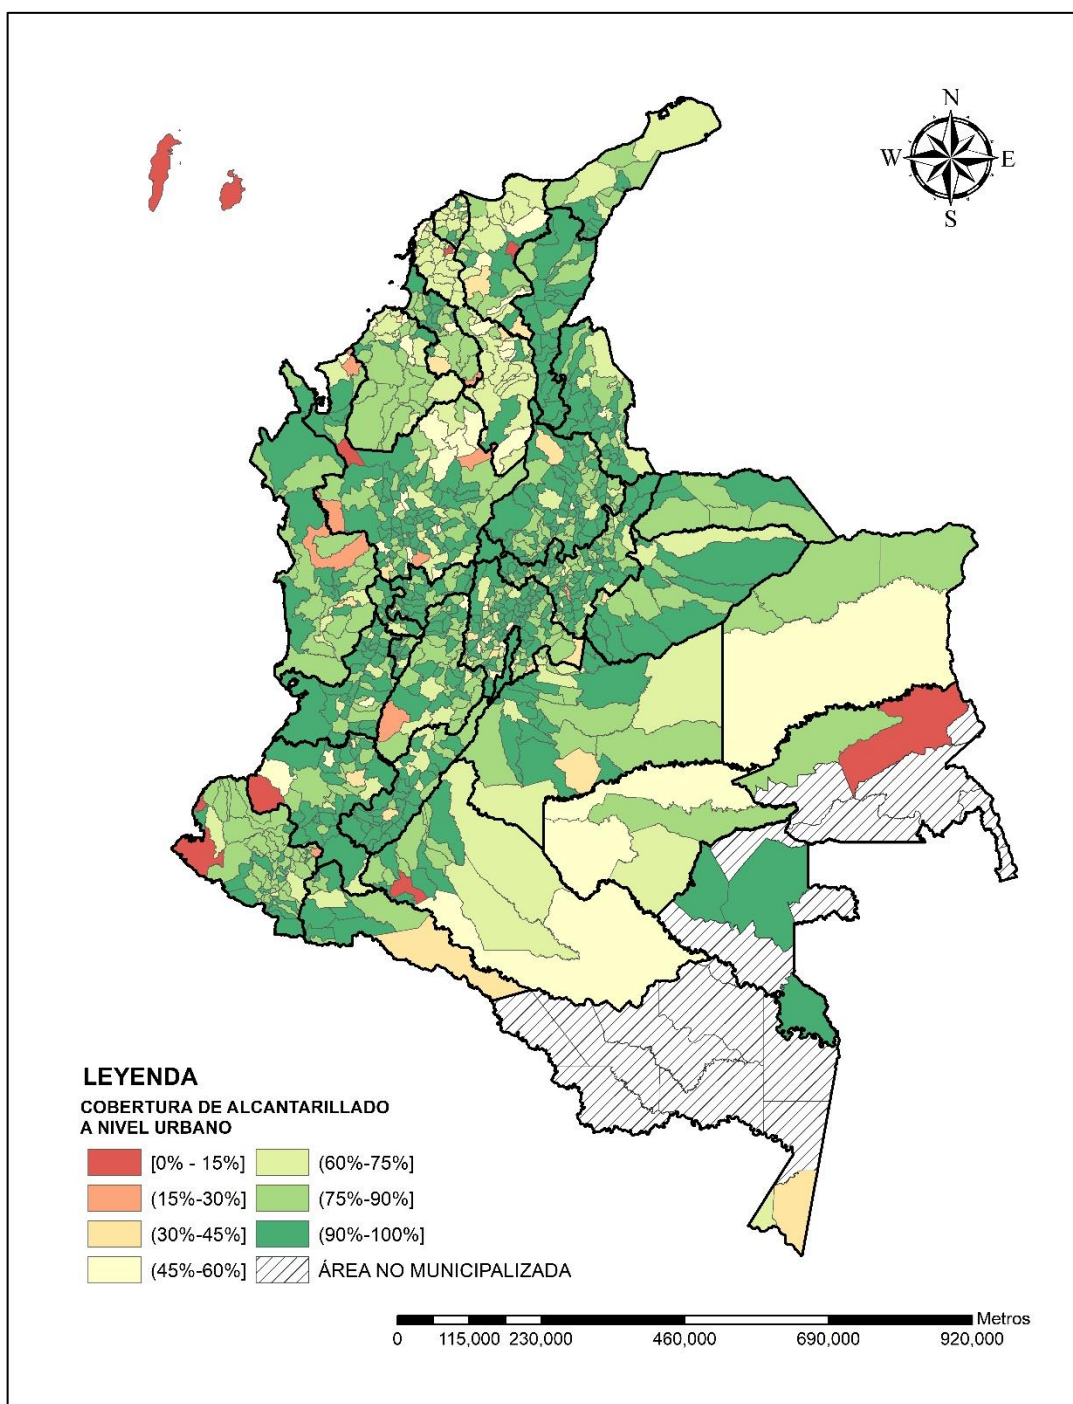 N
W E
S
LEYENDA
COBERTURA DE ALCANTARILLADO
A NIVEL URBANO
[0% - 15%] (60%-75%]
(15%-30%] (75%-90%]
(30%-45%] (90%-100%]
(45%-60%] ÁREA NO MUNICIPALIZADA
Metros
0 115,000 230,000 460,000 690,000 920,000